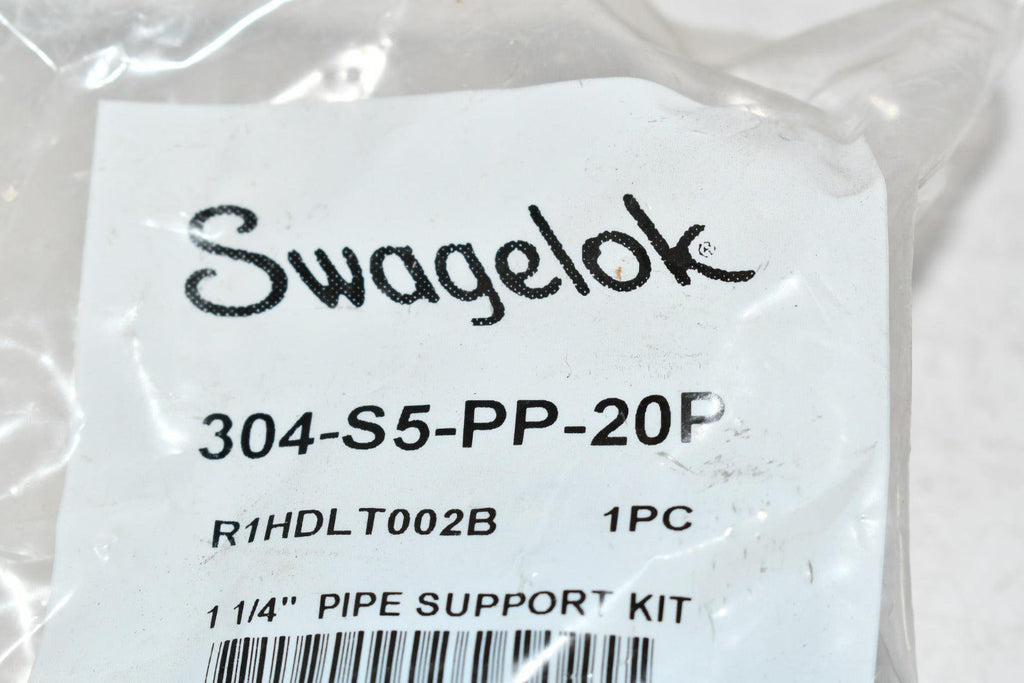 Swagelok®
304-S5-PP-20P
R1HDLT002B 1PC
1 1/4" PIPE SUPPORT KIT